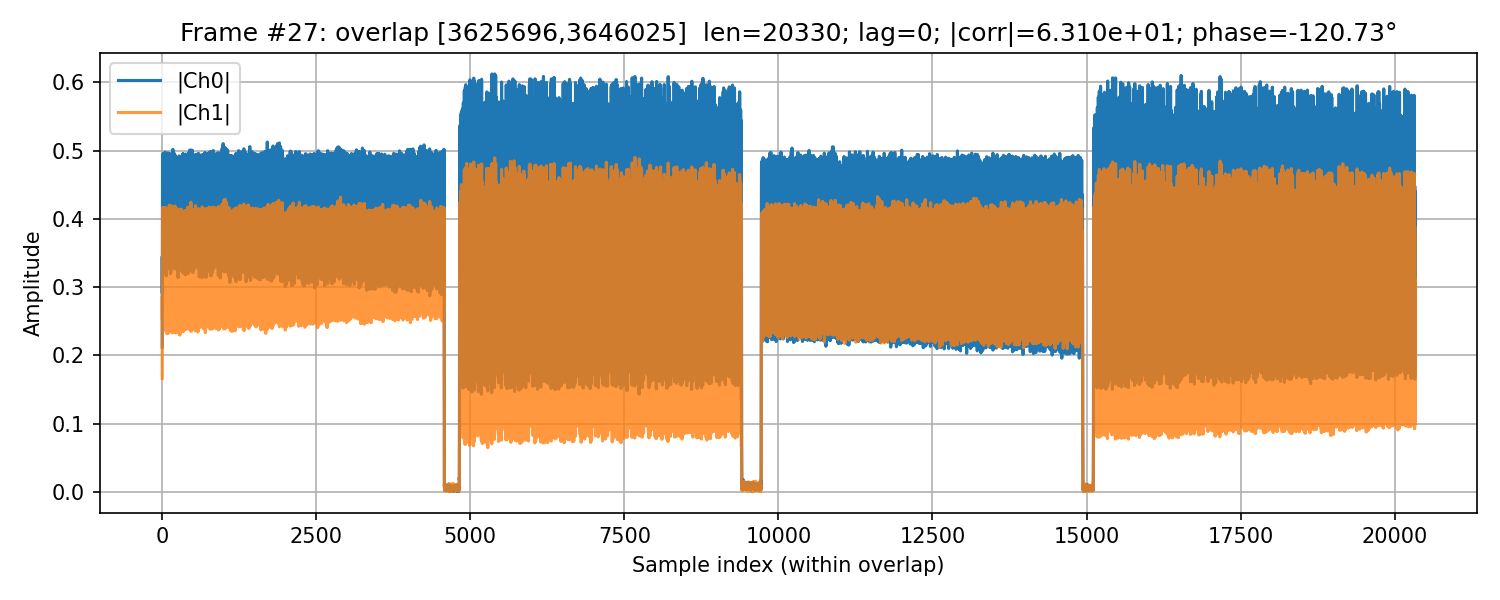 Frame #27: overlap [3625696,3646025]  len=20330; lag=0; |corr|=6.310e+01; phase=-120.73°
|Ch0|
|Ch1|
Amplitude
0.6
0.5
0.4
0.3
0.2
0.1
0.0
0 2500 5000 7500 10000 12500 15000 17500 20000
Sample index (within overlap)